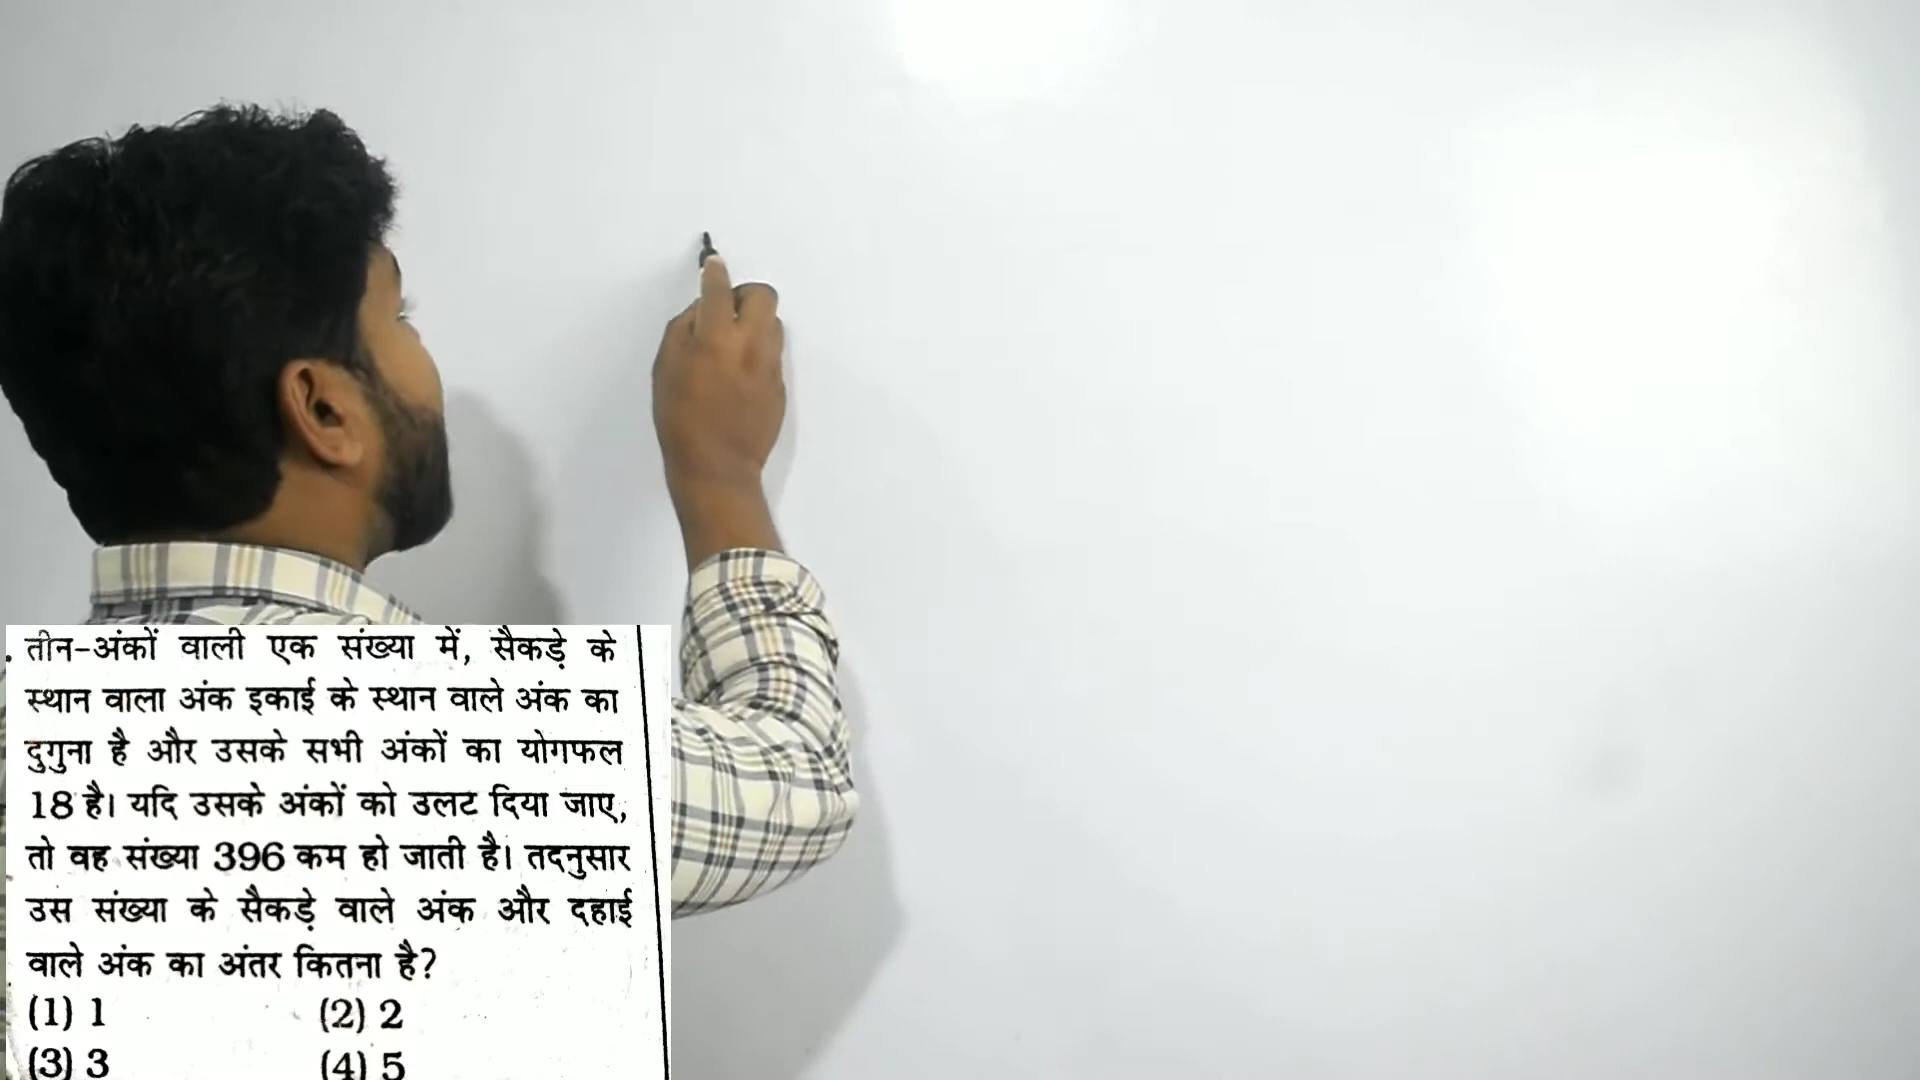 . तीन-अंकों वाली एक संख्या में, सैकड़े के
स्थान वाला अंक इकाई के स्थान वाले अंक का
दुगुना है और उसके सभी अंकों का योगफल
18 है। यदि उसके अंकों को उलट दिया जाए,
तो वह संख्या 396 कम हो जाती है। तदनुसार
उस संख्या के सैकड़े वाले अंक और दहाई
वाले अंक का अंतर कितना है?
(1) 1 (2) 2
(3) 3 (4) 5